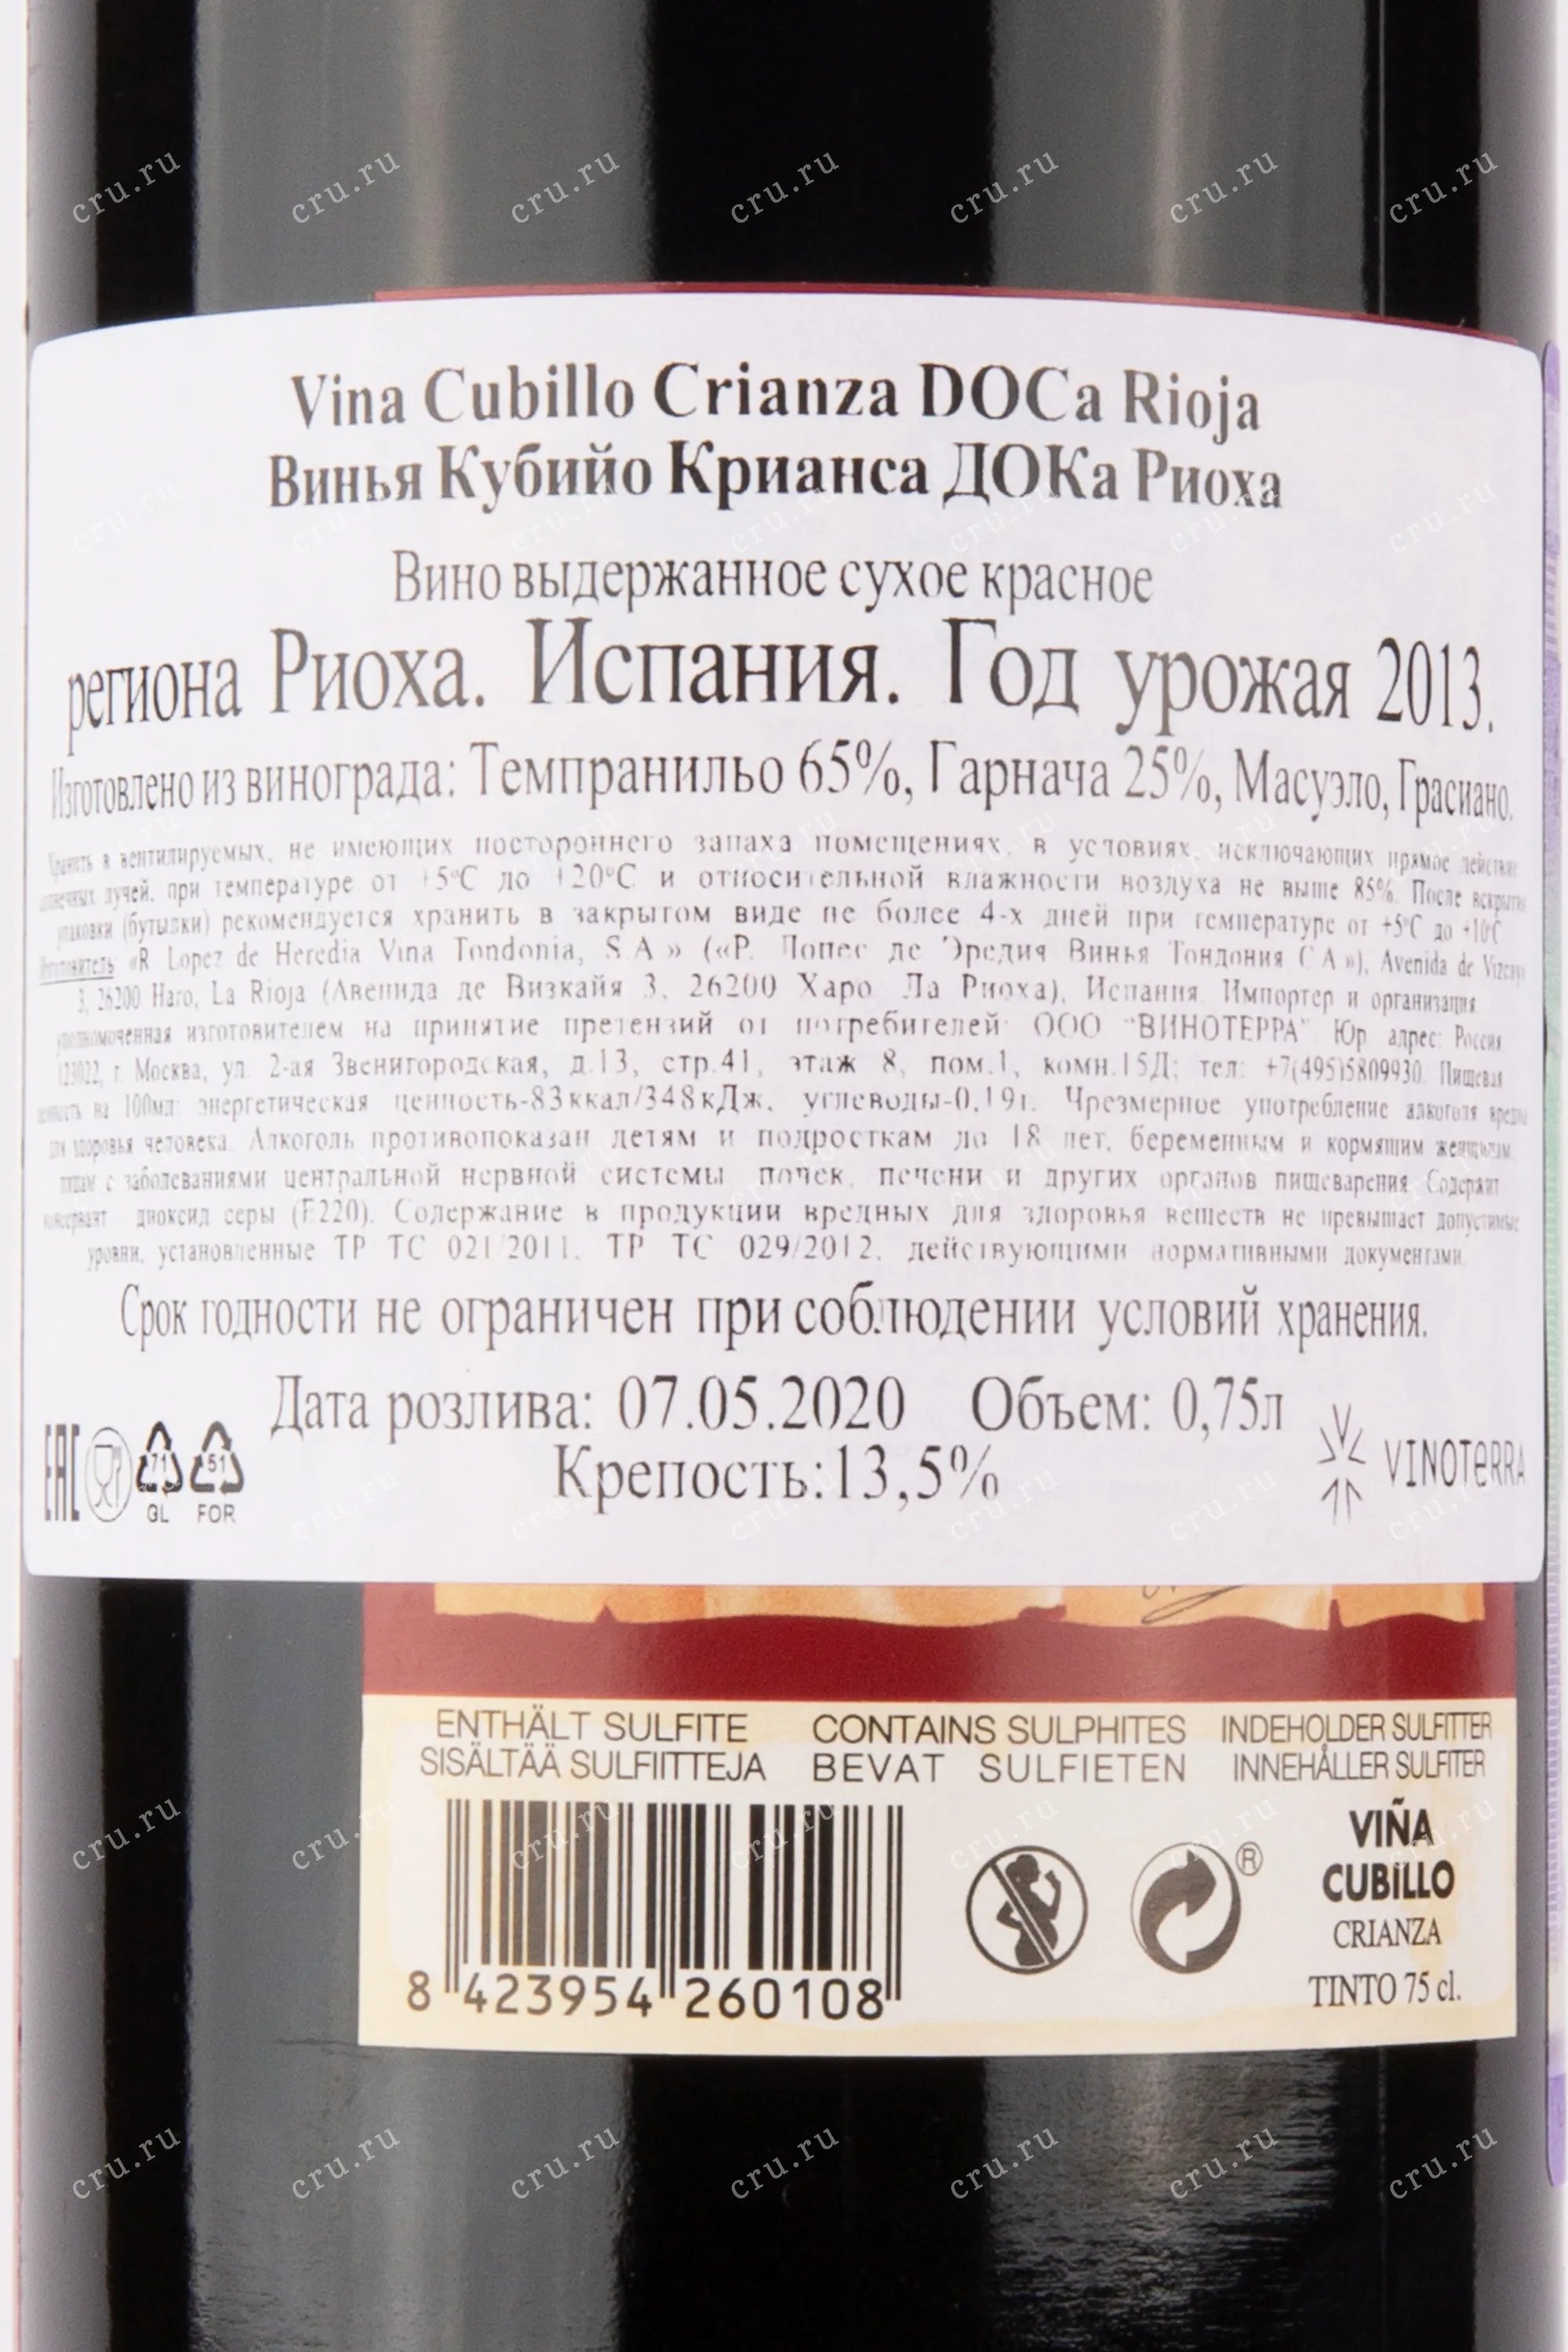 Vina Cubillo Crianza DOCa Rioja
Винья Кубийо Крианса ДОКа Риоха
Вино выдержанное сухое красное
региона Риоха. Испания. Год урожая 2013.
Изготовлено из винограда: Темпранильо 65%, Гарнача 25%, Масуэло, Грасиано.
Хранить в вентилируемых, не имеющих постороннего запаха помещениях, в условиях, исключающих прямое действие
солнечных лучей, при температуре от +5°C до +20°C и относительной влажности воздуха не выше 85%. После вскрытия
упаковки (бутылки) рекомендуется хранить в закрытом виде не более 4-х дней при температуре от +5°C до +10°C
Изготовитель: «R. Lopez de Heredia Vina Tondonia, S.A.» («Р. Лопес де Эредия Винья Тондония С.А.»), Avenida de Vizcaya
3, 26200 Haro, La Rioja (Авенида де Визкайя 3, 26200 Харо, Ла Риоха), Испания. Импортер и организация
уполномоченная изготовителем на принятие претензий от потребителей: ООО "ВИНОТЕРРА". Юр. адрес: Россия
123022, г. Москва, ул. 2-ая Звенигородская, д.13, стр.41, этаж 8, пом.1, комн.15Д; тел: +7(495)5809930. Пищевая
ценность на 100мл: энергетическая ценность-83ккал/348кДж, углеводы-0,19г. Чрезмерное употребление алкоголя вредно
для здоровья человека. Алкоголь противопоказан детям и подросткам до 18 лет, беременным и кормящим женщинам,
лицам с заболеваниями центральной нервной системы, почек, печени и других органов пищеварения. Содержит
консервант диоксид серы (E220). Содержание в продукции вредных для здоровья веществ не превышает допустимые
уровни, установленные ТР ТС 021/2011, ТР ТС 029/2012, действующими нормативными документами.
Срок годности не ограничен при соблюдении условий хранения.
Дата розлива: 07.05.2020 Объем: 0,75л
Крепость:13,5%
EAC
71
GL
51
FOR
VINOTeRRA
ENTHÄLT SULFITE CONTAINS SULPHITES INDEHOLDER SULFITTER
SISÄLTÄÄ SULFIITTEJA BEVAT SULFIETEN INNEHÅLLER SULFITER
8 423954 260108
®
VIÑA
CUBILLO
CRIANZA
TINTO 75 cl.
cru.ru